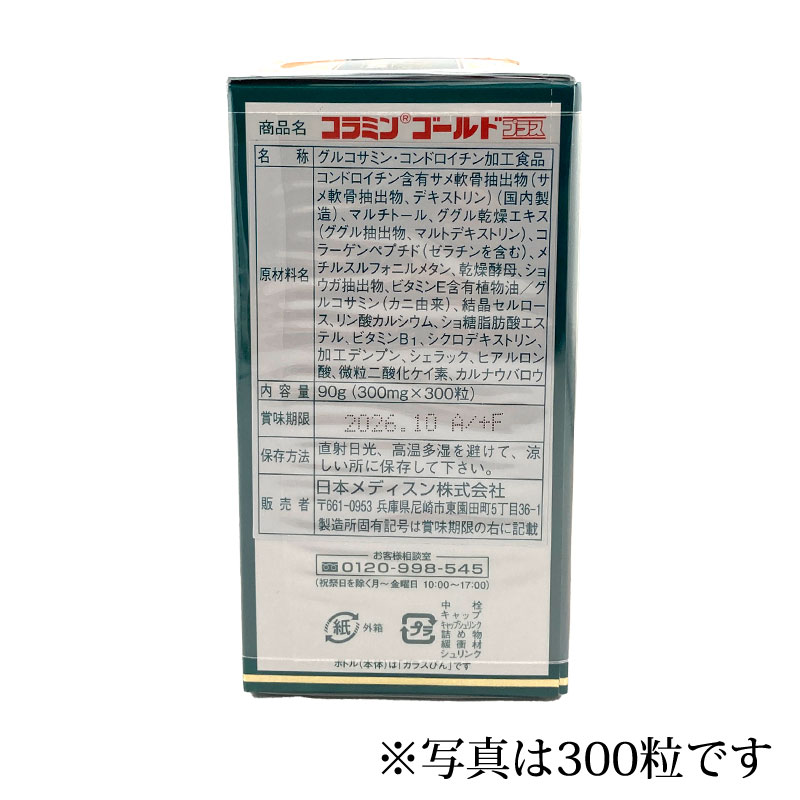 商品名 コラミン®ゴールドプラス
名称 グルコサミン・コンドロイチン加工食品
原材料名 コンドロイチン含有サメ軟骨抽出物(サ
メ軟骨抽出物、デキストリン)(国内製
造)、マルチトール、ググル乾燥エキス
(ググル抽出物、マルトデキストリン)、コ
ラーゲンペプチド(ゼラチンを含む)、メ
チルスルフォニルメタン、乾燥酵母、ショ
ウガ抽出物、ビタミンE含有植物油/グ
ルコサミン(カニ由来)、結晶セルロー
ス、リン酸カルシウム、ショ糖脂肪酸エス
テル、ビタミンB1、シクロデキストリン、
加工デンプン、シェラック、ヒアルロン
酸、微粒二酸化ケイ素、カルナウバロウ
内容量 90g(300mg×300粒)
賞味期限 2026.10 A/+F
保存方法 直射日光、高温多湿を避けて、涼
しい所に保存して下さい。
販売者 日本メディスン株式会社
〒661-0953 兵庫県尼崎市東園田町5丁目36-1
製造所固有記号は賞味期限の右に記載
お客様相談室
0120-998-545
(祝祭日を除く月〜金曜日 10:00〜17:00)
紙 外箱
プラ
中栓
キャップ
キャップシュリンク
詰め物
緩衝材
シュリンク
ボトル(本体)は「ガラスびん」です
※写真は300粒です